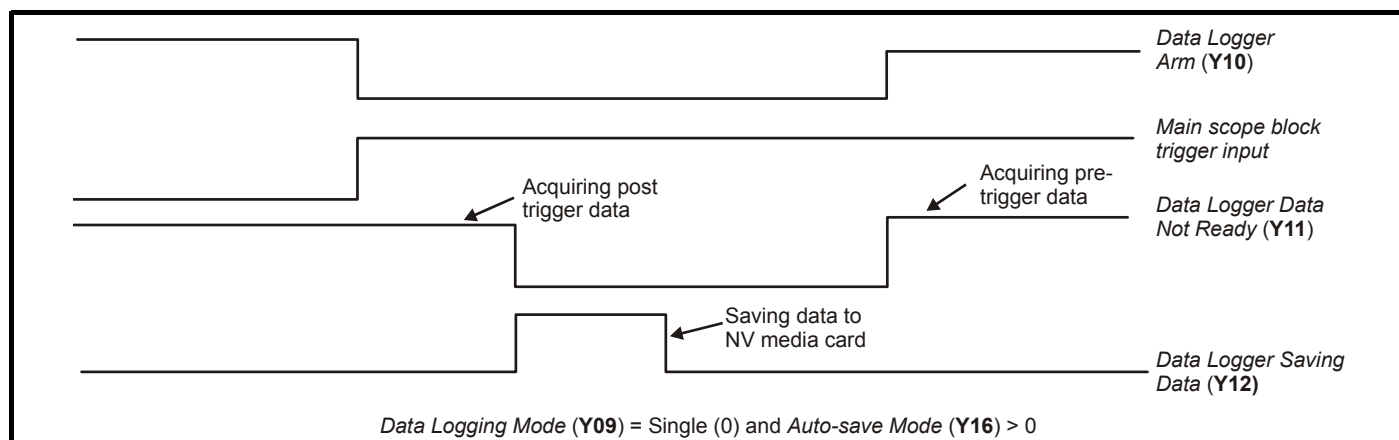 Data Logger
Arm (Y10)
Main scope block
trigger input
Acquiring post
trigger data
Acquiring pre-
trigger data
Data Logger Data
Not Ready (Y11)
Saving data to
NV media card
Data Logger Saving
Data (Y12)
Data Logging Mode (Y09) = Single (0) and Auto-save Mode (Y16) > 0